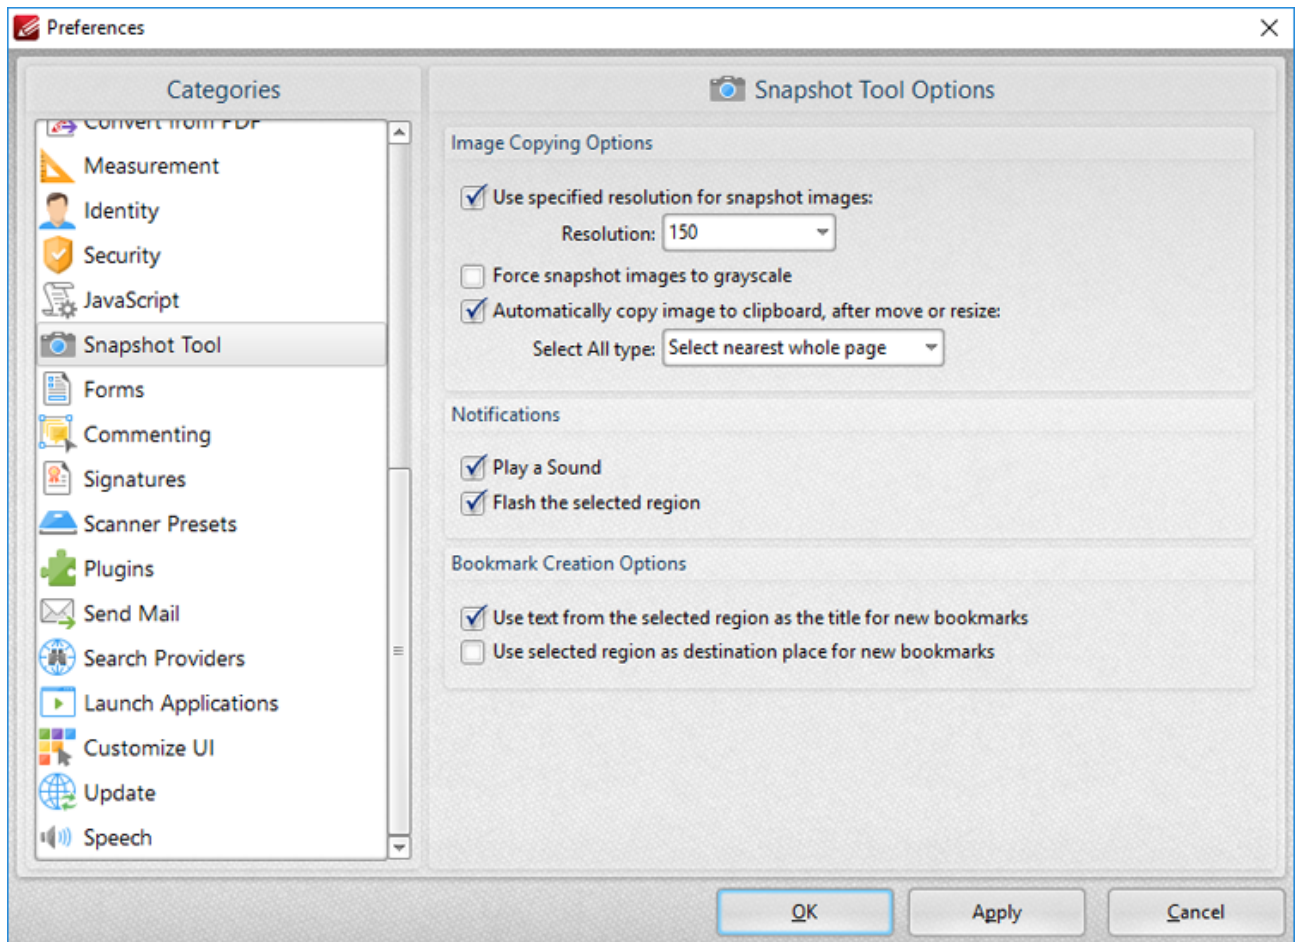 Preferences
Categories
Convert from PDF
Measurement
Identity
Security
JavaScript
Snapshot Tool
Forms
Commenting
Signatures
Scanner Presets
Plugins
Send Mail
Search Providers
Launch Applications
Customize UI
Update
Speech
Snapshot Tool Options
Image Copying Options
Use specified resolution for snapshot images:
Resolution: 150
Force snapshot images to grayscale
Automatically copy image to clipboard, after move or resize:
Select All type: Select nearest whole page
Notifications
Play a Sound
Flash the selected region
Bookmark Creation Options
Use text from the selected region as the title for new bookmarks
Use selected region as destination place for new bookmarks
OK Apply Cancel